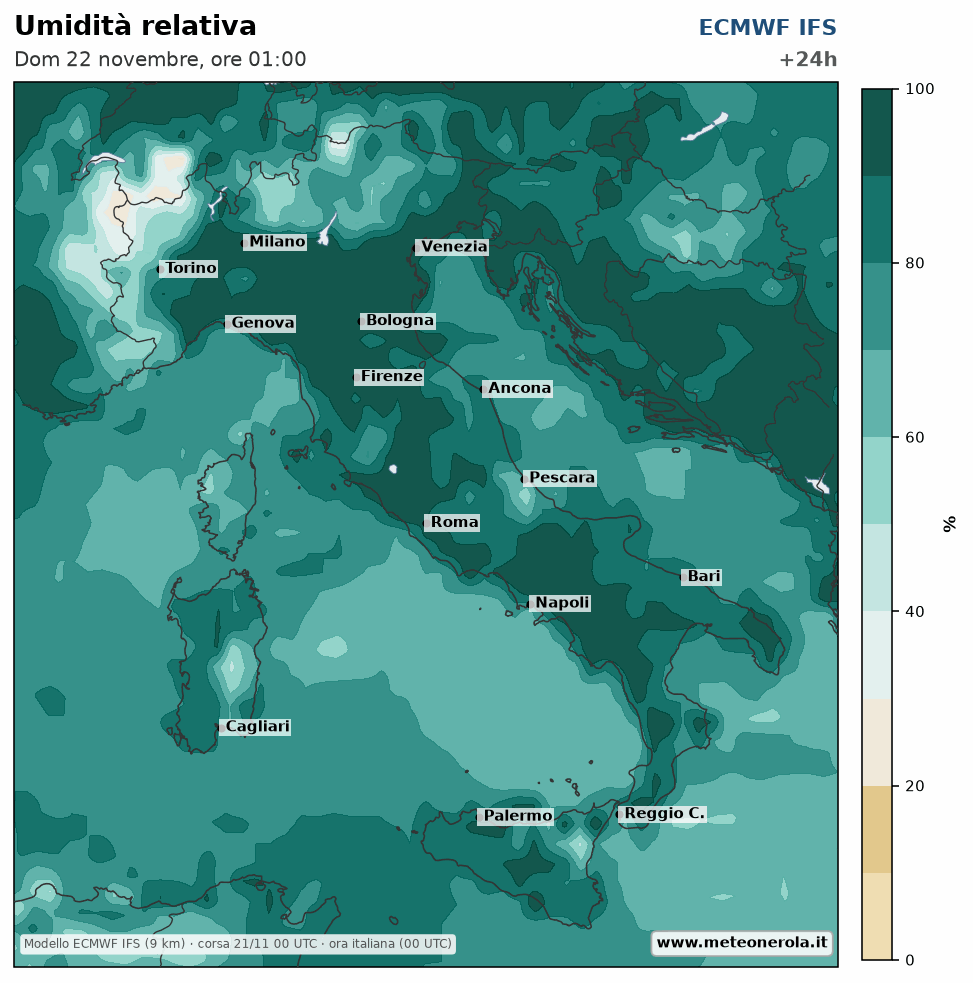 Umidità relativa
ECMWF IFS
Dom 22 novembre, ore 01:00
+24h
100
80
60
40
20
0
%
Milano
Venezia
Torino
Genova
Bologna
Firenze
Ancona
Pescara
Roma
Bari
Napoli
Cagliari
Palermo
Reggio C.
Modello ECMWF IFS (9 km) · corsa 21/11 00 UTC · ora italiana (00 UTC)
www.meteonerola.it